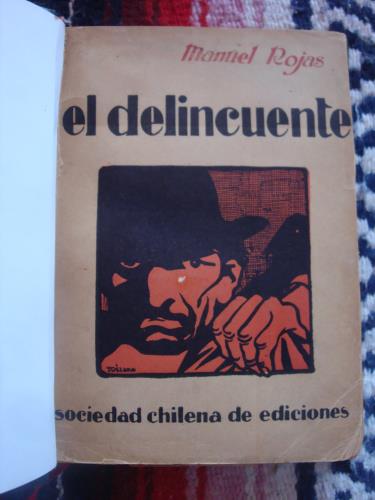 Manuel Rojas
el delincuente
sociedad chilena de ediciones